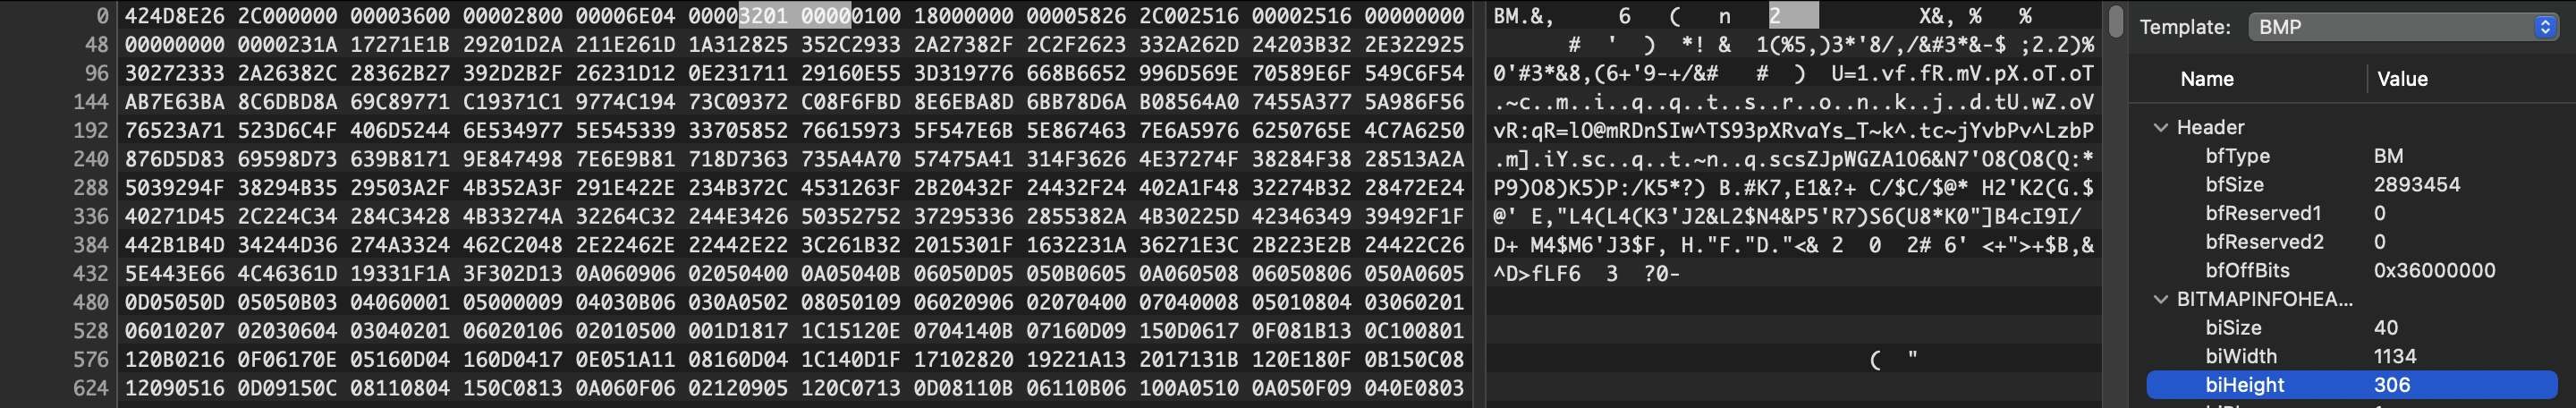 0 424D8E26 2C000000 00003600 00002800 00006E04 00003201 00000100 18000000 00005826 2C002516 00002516 00000000 BM.&, 6 ( n 2 X&, % % Template: BMP
48 00000000 0000231A 17271E1B 29201D2A 211E261D 1A312825 352C2933 2A27382F 2C2F2623 332A262D 24203B32 2E322925 # ' ) *! & 1(%5,)3*'8/,/&#3*&-$ ;2.2)%
96 30272333 2A26382C 28362B27 392D2B2F 26231D12 0E231711 29160E55 3D319776 668B6652 996D569E 70589E6F 549C6F54 0'#3*&8,(6+'9-+/&# # ) U=1.vf.fR.mV.pX.oT.oT Name Value
144 AB7E63BA 8C6DBD8A 69C89771 C19371C1 9774C194 73C09372 C08F6FBD 8E6EBA8D 6BB78D6A B08564A0 7455A377 5A986F56 .~c..m..i..q..q..t..s..r..o..n..k..j..d.tU.wZ.oV Header
192 76523A71 523D6C4F 406D5244 6E534977 5E545339 33705852 76615973 5F547E6B 5E867463 7E6A5976 6250765E 4C7A6250 vR:qR=lO@mRDnSIw^TS93pXRvaYs_T~k^.tc~jYvbPv^LzbP bfType BM
240 876D5D83 69598D73 639B8171 9E847498 7E6E9B81 718D7363 735A4A70 57475A41 314F3626 4E37274F 38284F38 28513A2A .m].iY.sc..q..t.~n..q.scsZJpWGZA1O6&N7'O8(O8(Q:* bfSize 2893454
288 5039294F 38294B35 29503A2F 4B352A3F 291E422E 234B372C 4531263F 2B20432F 24432F24 402A1F48 32274B32 28472E24 P9)O8)K5)P:/K5*?) B.#K7,E1&?+ C/$C/$@* H2'K2(G.$ bfReserved1 0
336 40271D45 2C224C34 284C3428 4B33274A 32264C32 244E3426 50352752 37295336 2855382A 4B30225D 42346349 39492F1F @' E,"L4(L4(K3'J2&L2$N4&P5'R7)S6(U8*K0"]B4cI9I/ bfReserved2 0
384 442B1B4D 34244D36 274A3324 462C2048 2E22462E 22442E22 3C261B32 2015301F 1632231A 36271E3C 2B223E2B 24422C26 D+ M4$M6'J3$F, H."F."D."<& 2 0 2# 6' <+">+$B,& bfOffBits 0x36000000
432 5E443E66 4C46361D 19331F1A 3F302D13 0A060906 02050400 0A05040B 06050D05 050B0605 0A060508 06050806 050A0605 ^D>fLF6 3 ?0- BITMAPINFOHEA...
480 0D05050D 05050B03 04060001 05000009 04030B06 030A0502 08050109 06020906 02070400 07040008 05010804 03060201 biSize 40
528 06010207 02030604 03040201 06020106 02010500 001D1817 1C15120E 0704140B 07160D09 150D0617 0F081B13 0C100801 biWidth 1134
576 120B0216 0F06170E 05160D04 160D0417 0E051A11 08160D04 1C140D1F 17102820 19221A13 2017131B 120E180F 0B150C08 ( " biHeight 306
624 12090516 0D09150C 08110804 150C0813 0A060F06 02120905 120C0713 0D08110B 06110B06 100A0510 0A050F09 040E0803